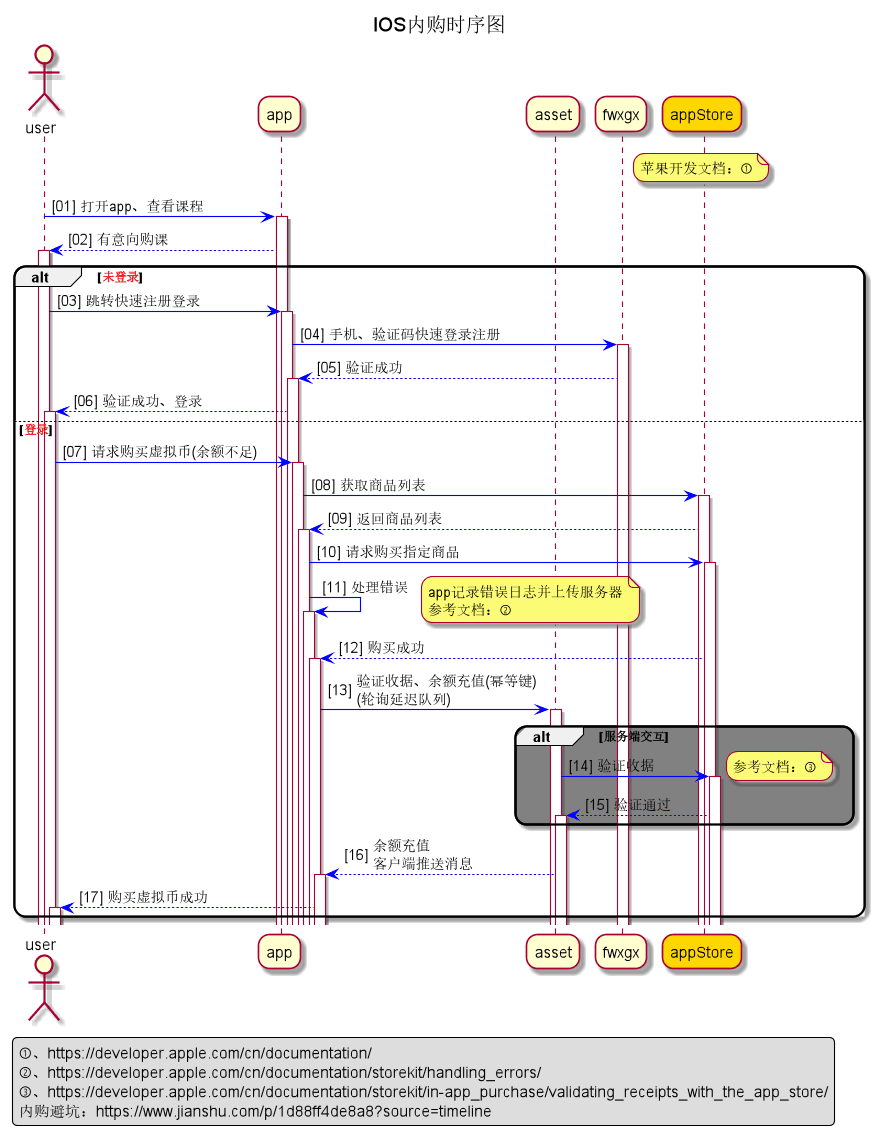 IOS内购时序图
user
app
asset
fwxgx
appStore
苹果开发文档：①
[01] 打开app、查看课程
[02] 有意向购课
alt
[未登录]
[03] 跳转快速注册登录
[04] 手机、验证码快速登录注册
[05] 验证成功
[06] 验证成功、登录
[登录]
[07] 请求购买虚拟币(余额不足)
[08] 获取商品列表
[09] 返回商品列表
[10] 请求购买指定商品
[11] 处理错误
app记录错误日志并上传服务器
参考文档：②
[12] 购买成功
[13] 验证收据、余额充值(幂等键)
(轮询延迟队列)
alt
[服务端交互]
[14] 验证收据
参考文档：③
[15] 验证通过
[16] 余额充值
客户端推送消息
[17] 购买虚拟币成功
user
app
asset
fwxgx
appStore
①、https://developer.apple.com/cn/documentation/
②、https://developer.apple.com/cn/documentation/storekit/handling_errors/
③、https://developer.apple.com/cn/documentation/storekit/in-app_purchase/validating_receipts_with_the_app_store/
内购避坑：https://www.jianshu.com/p/1d88ff4de8a8?source=timeline